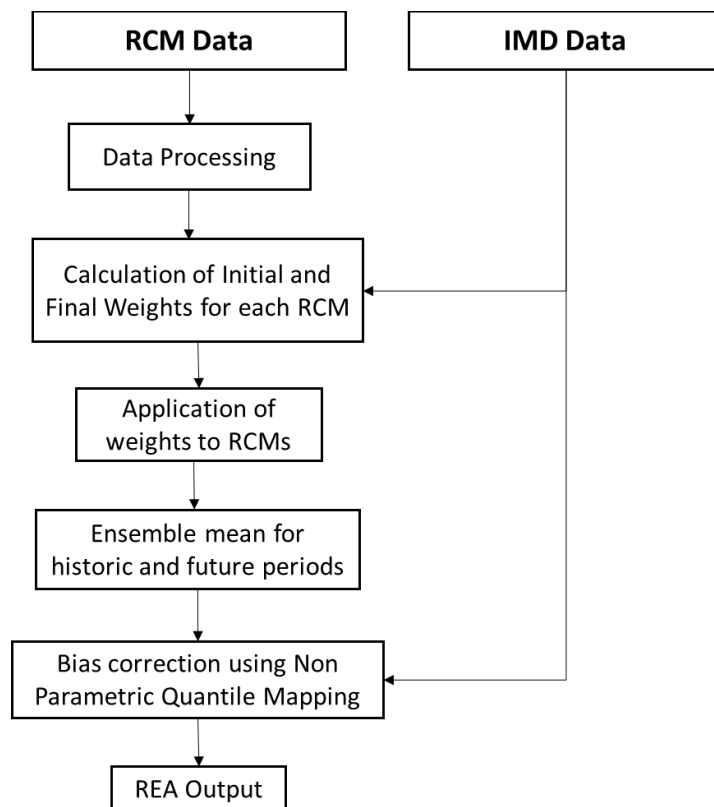 RCM Data
IMD Data
Data Processing
Calculation of Initial and
Final Weights for each RCM
Application of
weights to RCMs
Ensemble mean for
historic and future periods
Bias correction using Non
Parametric Quantile Mapping
REA Output